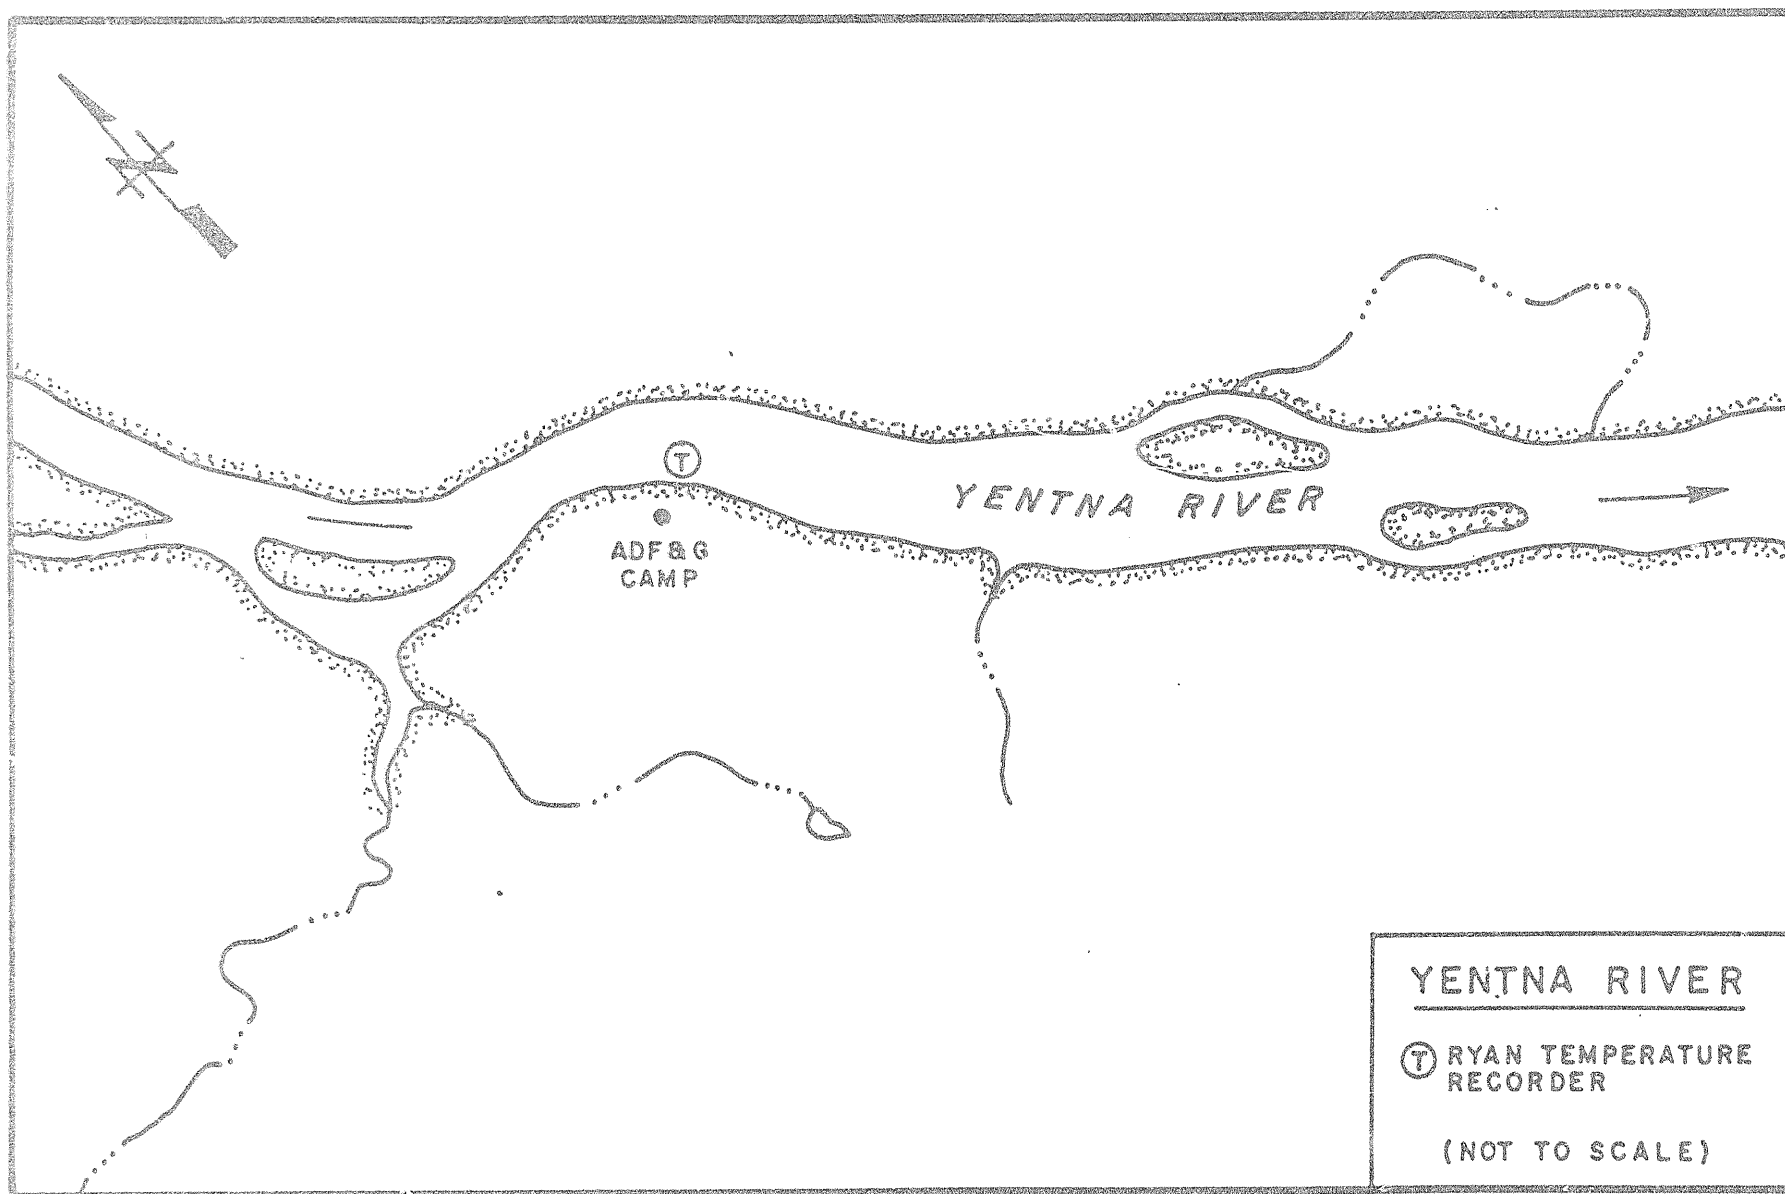 N
T
ADF&G
CAMP
YENTNA RIVER
YENTNA RIVER
T RYAN TEMPERATURE
RECORDER
(NOT TO SCALE)